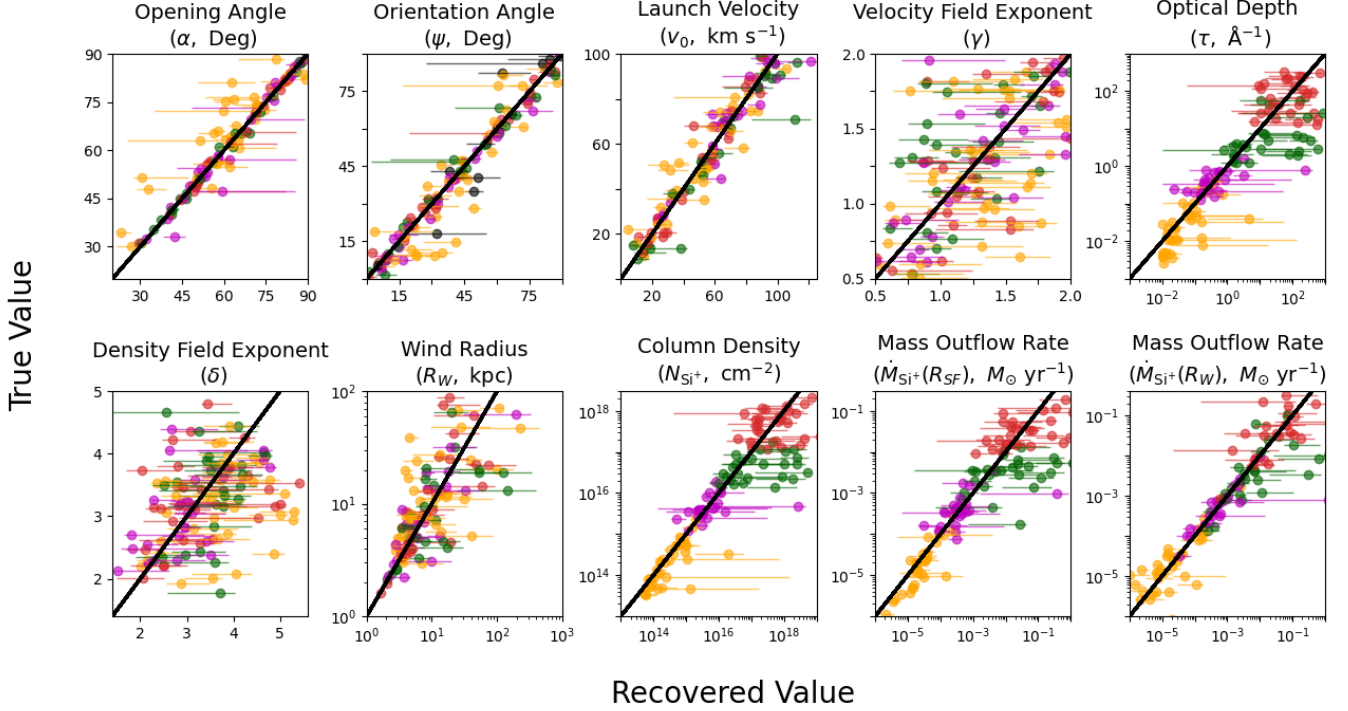 Opening Angle
(α, Deg)
Orientation Angle
(ψ, Deg)
Launch Velocity
(v₀, km s⁻¹)
Velocity Field Exponent
(γ)
Optical Depth
(τ, Å⁻¹)
90
75
60
45
30
30 45 60 75 90
75
45
15
15 45 75
100
60
20
20 60 100
2.0
1.5
1.0
0.5
0.5 1.0 1.5 2.0
10²
10⁰
10⁻²
10⁻² 10⁰ 10²
True Value
Density Field Exponent
(δ)
Wind Radius
(R_W, kpc)
Column Density
(N_Si⁺, cm⁻²)
Mass Outflow Rate
(Ṁ_Si⁺(R_SF), M⊙ yr⁻¹)
Mass Outflow Rate
(Ṁ_Si⁺(R_W), M⊙ yr⁻¹)
5
4
3
2
2 3 4 5
10²
10¹
10⁰
10⁰ 10¹ 10² 10³
10¹⁸
10¹⁶
10¹⁴
10¹⁴ 10¹⁶ 10¹⁸
10⁻¹
10⁻³
10⁻⁵
10⁻⁵ 10⁻³ 10⁻¹
10⁻¹
10⁻³
10⁻⁵
10⁻⁵ 10⁻³ 10⁻¹
Recovered Value